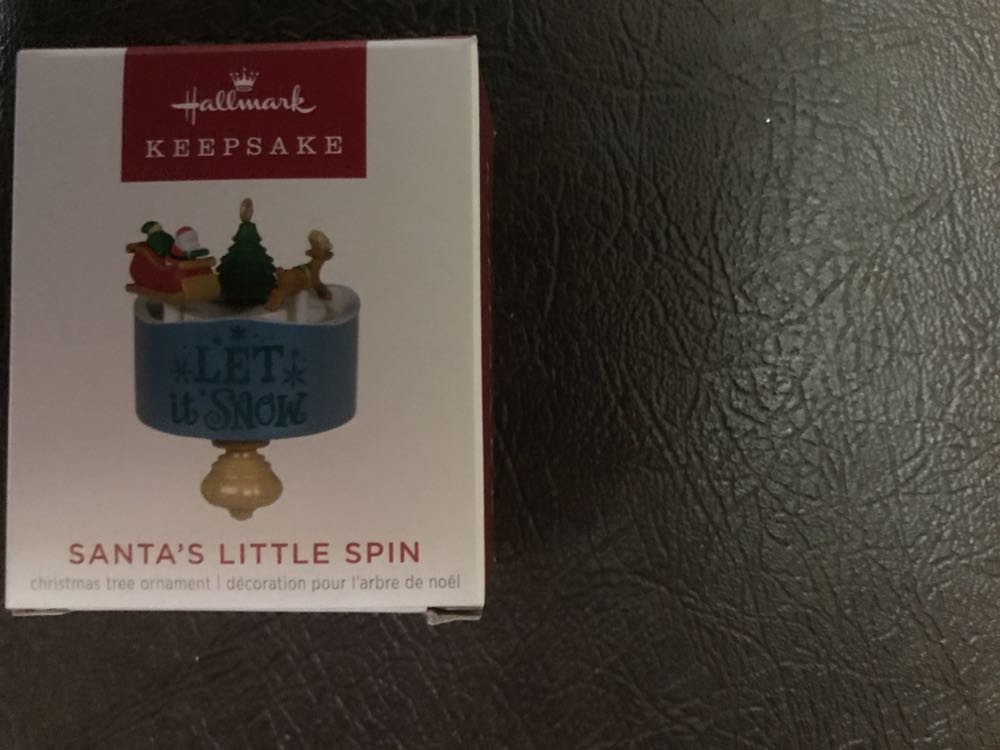 Hallmark
KEEPSAKE
LET
it SNOW
SANTA'S LITTLE SPIN
christmas tree ornament | décoration pour l'arbre de noël